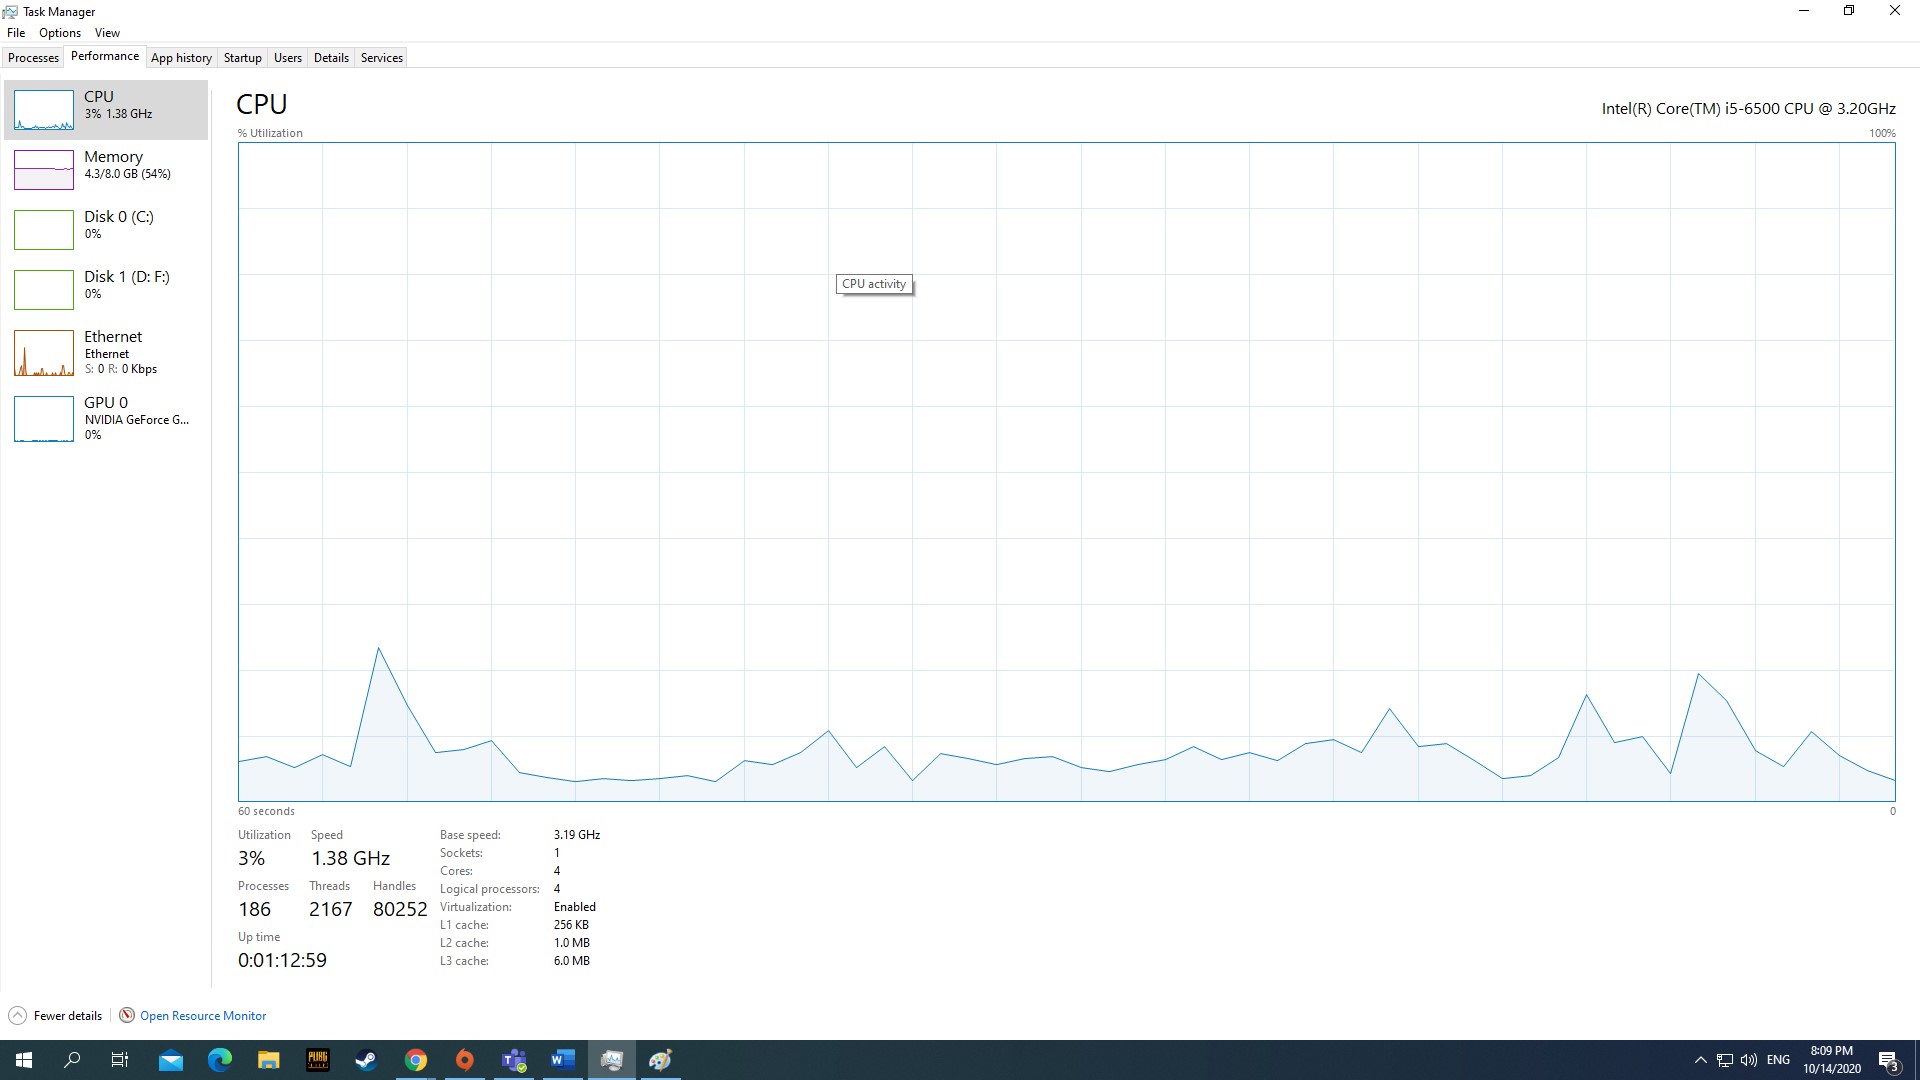 Task Manager
File Options View
Processes Performance App history Startup Users Details Services
CPU
3% 1.38 GHz
Memory
4.3/8.0 GB (54%)
Disk 0 (C:)
0%
Disk 1 (D: F:)
0%
Ethernet
Ethernet
S: 0 R: 0 Kbps
GPU 0
NVIDIA GeForce G...
0%
CPU
Intel(R) Core(TM) i5-6500 CPU @ 3.20GHz
% Utilization
100%
CPU activity
60 seconds
0
Utilization Speed
3% 1.38 GHz
Processes Threads Handles
186 2167 80252
Up time
0:01:12:59
Base speed: 3.19 GHz
Sockets: 1
Cores: 4
Logical processors: 4
Virtualization: Enabled
L1 cache: 256 KB
L2 cache: 1.0 MB
L3 cache: 6.0 MB
Fewer details
Open Resource Monitor
PUBG
ENG
8:09 PM
10/14/2020
3